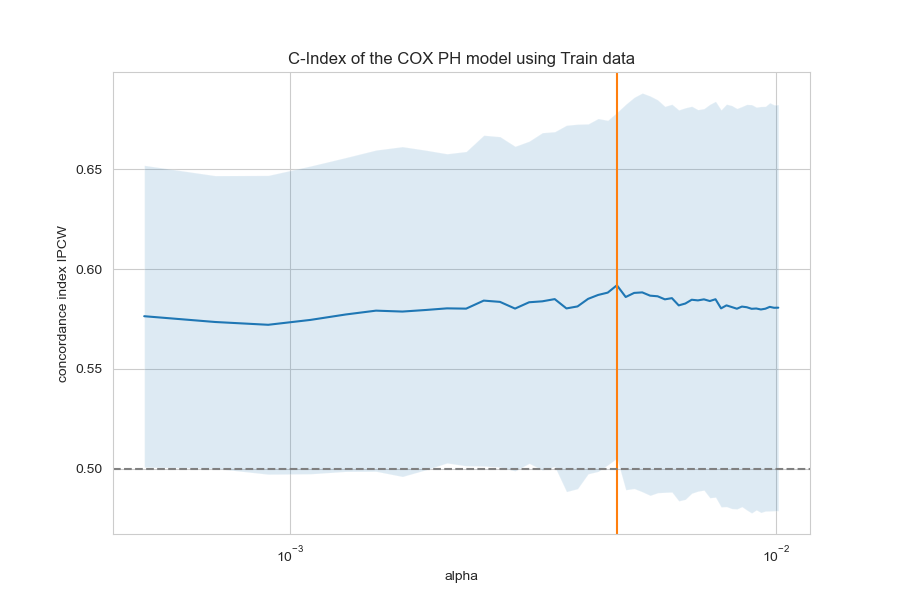 C-Index of the COX PH model using Train data
concordance index IPCW
0.65
0.60
0.55
0.50
10⁻³
10⁻²
alpha